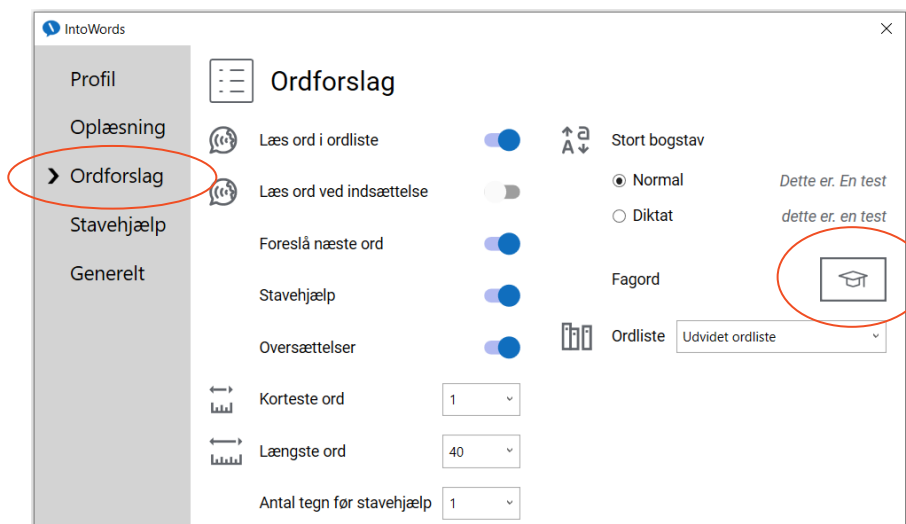 IntoWords
Profil
Oplæsning
Ordforslag
Stavehjælp
Generelt
Ordforslag
Læs ord i ordliste
Læs ord ved indsættelse
Foreslå næste ord
Stavehjælp
Oversættelser
Korteste ord 1
Længste ord 40
Antal tegn før stavehjælp 1
Stort bogstav
Normal Dette er. En test
Diktat dette er. en test
Fagord
Ordliste Udvidet ordliste